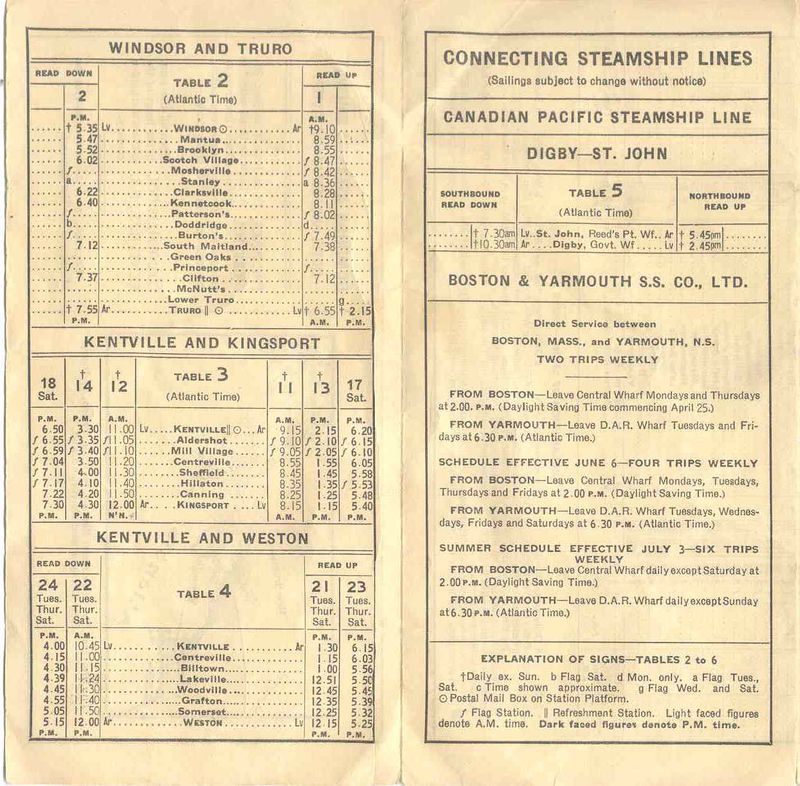 WINDSOR AND TRURO
READ DOWN TABLE 2 READ UP
2 (Atlantic Time) 1
P.M. A.M.
† 5.35 Lv. WINDSOR ⊙ Ar †9.10
5.47 Mantua 8.59
5.52 Brooklyn 8.55
6.02 Scotch Village f 8.47
f Mosherville f 8.42
a Stanley a 8.36
6.22 Clarksville 8.28
6.40 Kennetcook 8.11
f Patterson's f 8.02
b Doddridge d
f Burton's f 7.49
7.12 South Maitland 7.38
Green Oaks
f Princeport f
7.37 Clifton 7.12
McNutt's
Lower Truro g
† 7.55 Ar TRURO || ⊙ Lv † 6.55 † 2.15
P.M. A.M. P.M.
KENTVILLE AND KINGSPORT
18 Sat. † 14 † 12 TABLE 3 (Atlantic Time) † 11 † 13 17 Sat.
P.M. P.M. A.M. A.M. P.M. P.M.
6.50 3.30 11.00 Lv. KENTVILLE || ⊙ Ar 9.15 2.15 6.20
f 6.55 f 3.35 f11.05 Aldershot f 9.10 f 2.10 f 6.15
f 6.59 f 3.40 f11.10 Mill Village f 9.05 f 2.05 f 6.10
f 7.04 3.50 11.20 Centreville 8.55 1.55 6.05
f 7.11 4.00 11.30 Sheffield 8.45 1.45 5.58
f 7.17 4.10 11.40 Hillaton 8.35 1.35 f 5.53
7.22 4.20 11.50 Canning 8.25 1.25 5.48
7.30 4.30 12.00 Ar KINGSPORT Lv 8.15 1.15 5.40
P.M. P.M. N'N. A.M. P.M. P.M.
KENTVILLE AND WESTON
READ DOWN READ UP
24 22 TABLE 4 21 23
Tues. Tues. Tues. Tues.
Thur. Thur. Thur. Thur.
Sat. Sat. Sat. Sat.
P.M. A.M. P.M. P.M.
4.00 10.45 Lv KENTVILLE Ar 1.30 6.15
4.15 11.00 Centreville 1.15 6.03
4.30 11.15 Billtown 1.00 5.56
4.39 11.24 Lakeville 12.51 5.50
4.45 11.30 Woodville 12.45 5.45
4.55 11.40 Grafton 12.35 5.39
5.05 11.50 Somerset 12.25 5.32
5.15 12.00 Ar WESTON Lv 12.15 5.25
P.M. P.M. P.M. P.M.
CONNECTING STEAMSHIP LINES
(Sailings subject to change without notice)
CANADIAN PACIFIC STEAMSHIP LINE
DIGBY—ST. JOHN
SOUTHBOUND READ DOWN TABLE 5 (Atlantic Time) NORTHBOUND READ UP
† 7.30am Lv..St. John, Reed's Pt. Wf.. Ar † 5.45pm
†10.30am Ar....Digby, Govt. Wf.....Lv † 2.45pm
BOSTON & YARMOUTH S.S. CO., LTD.
Direct Service between
BOSTON, MASS., and YARMOUTH, N.S.
TWO TRIPS WEEKLY
FROM BOSTON—Leave Central Wharf Mondays and Thursdays
at 2.00. P.M. (Daylight Saving Time commencing April 25.)
FROM YARMOUTH—Leave D.A.R. Wharf Tuesdays and Fri-
days at 6.30 P.M. (Atlantic Time.)
SCHEDULE EFFECTIVE JUNE 6—FOUR TRIPS WEEKLY
FROM BOSTON—Leave Central Wharf Mondays, Tuesdays,
Thursdays and Fridays at 2.00 P.M. (Daylight Saving Time.)
FROM YARMOUTH—Leave D.A.R. Wharf Tuesdays, Wednes-
days, Fridays and Saturdays at 6.30 P.M. (Atlantic Time.)
SUMMER SCHEDULE EFFECTIVE JULY 3—SIX TRIPS
WEEKLY
FROM BOSTON—Leave Central Wharf daily except Saturday at
2.00 P.M. (Daylight Saving Time.)
FROM YARMOUTH—Leave D.A.R. Wharf daily except Sunday
at 6.30 P.M. (Atlantic Time.)
EXPLANATION OF SIGNS—TABLES 2 to 6
†Daily ex. Sun. b Flag Sat. d Mon. only. a Flag Tues.,
Sat. c Time shown approximate. g Flag Wed. and Sat.
⊙ Postal Mail Box on Station Platform.
f Flag Station. || Refreshment Station. Light faced figures
denote A.M. time. Dark faced figures denote P.M. time.